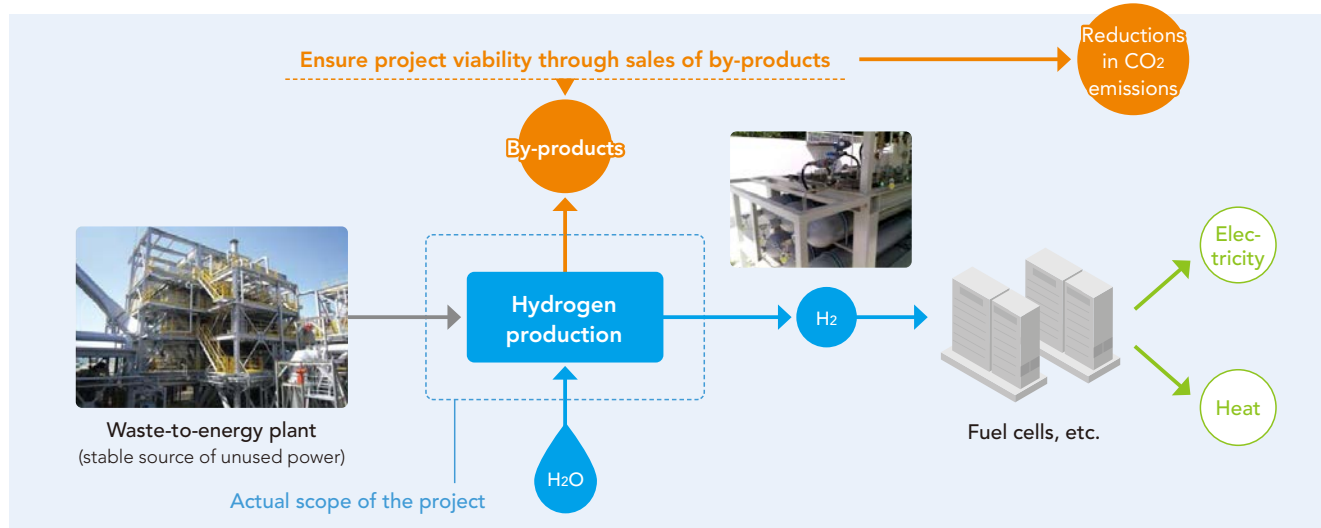 Ensure project viability through sales of by-products
Reductions
in CO2
emissions
By-products
Hydrogen
production
H2
Elec-
tricity
Heat
Waste-to-energy plant
(stable source of unused power)
Fuel cells, etc.
H2O
Actual scope of the project